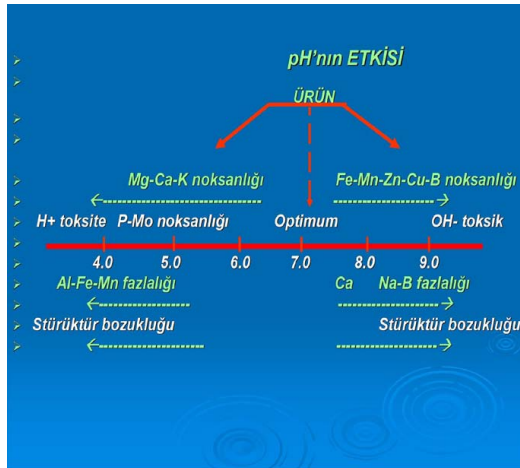 pH'nın ETKİSİ
ÜRÜN
Mg-Ca-K noksanlığı Fe-Mn-Zn-Cu-B noksanlığı
H+ toksite P-Mo noksanlığı Optimum OH- toksik
4.0 5.0 6.0 7.0 8.0 9.0
Al-Fe-Mn fazlalığı Ca Na-B fazlalığı
Stürüktür bozukluğu Stürüktür bozukluğu